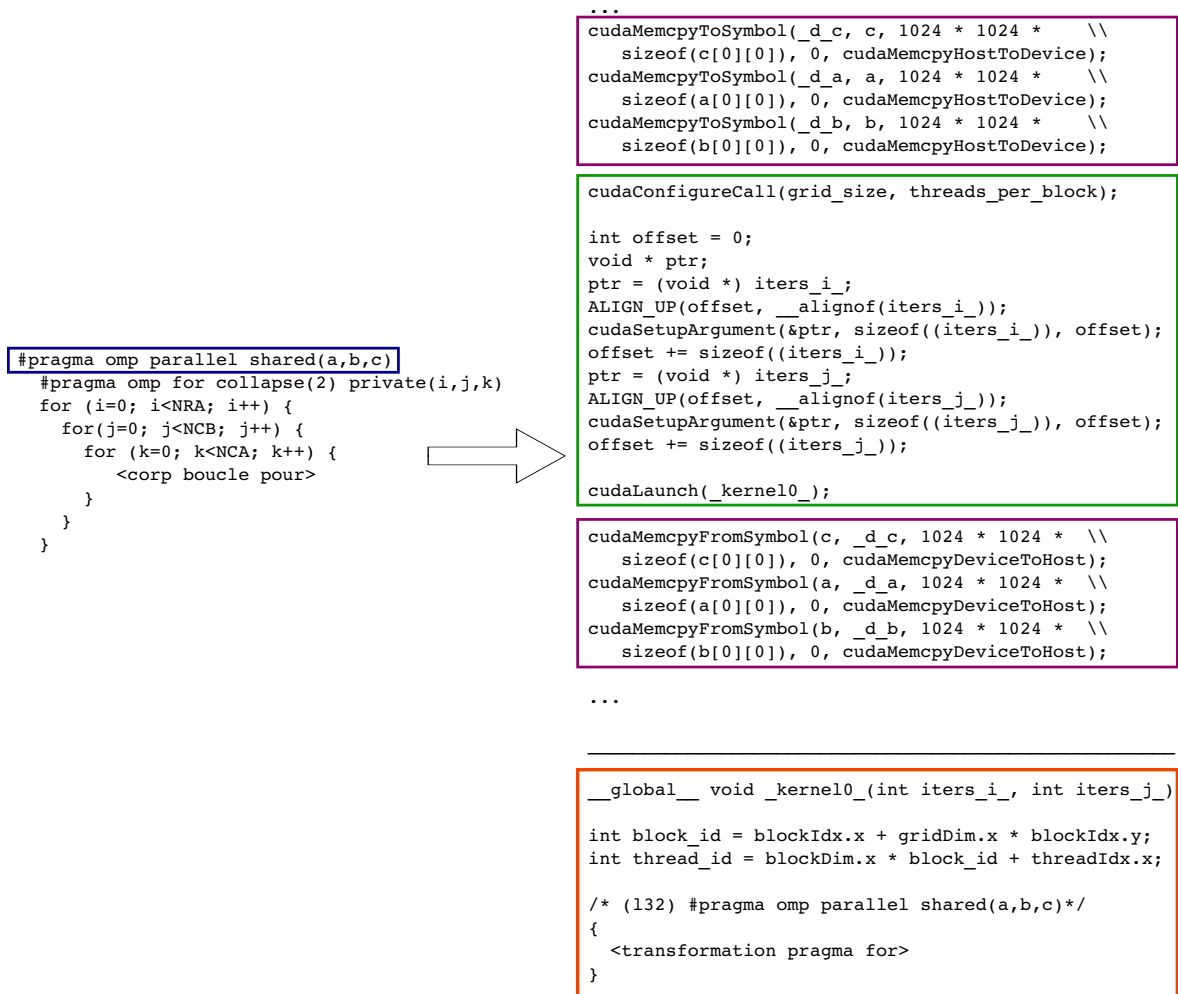 #pragma omp parallel shared(a,b,c)
#pragma omp for collapse(2) private(i,j,k)
for (i=0; i<NRA; i++) {
for(j=0; j<NCB; j++) {
for (k=0; k<NCA; k++) {
<corp boucle pour>
}
}
}
...
cudaMemcpyToSymbol(_d_c, c, 1024 * 1024 * \\
sizeof(c[0][0]), 0, cudaMemcpyHostToDevice);
cudaMemcpyToSymbol(_d_a, a, 1024 * 1024 * \\
sizeof(a[0][0]), 0, cudaMemcpyHostToDevice);
cudaMemcpyToSymbol(_d_b, b, 1024 * 1024 * \\
sizeof(b[0][0]), 0, cudaMemcpyHostToDevice);
cudaConfigureCall(grid_size, threads_per_block);
int offset = 0;
void * ptr;
ptr = (void *) iters_i_;
ALIGN_UP(offset, __alignof(iters_i_));
cudaSetupArgument(&ptr, sizeof((iters_i_)), offset);
offset += sizeof((iters_i_));
ptr = (void *) iters_j_;
ALIGN_UP(offset, __alignof(iters_j_));
cudaSetupArgument(&ptr, sizeof((iters_j_)), offset);
offset += sizeof((iters_j_));
cudaLaunch(_kernel0_);
cudaMemcpyFromSymbol(c, _d_c, 1024 * 1024 * \\
sizeof(c[0][0]), 0, cudaMemcpyDeviceToHost);
cudaMemcpyFromSymbol(a, _d_a, 1024 * 1024 * \\
sizeof(a[0][0]), 0, cudaMemcpyDeviceToHost);
cudaMemcpyFromSymbol(b, _d_b, 1024 * 1024 * \\
sizeof(b[0][0]), 0, cudaMemcpyDeviceToHost);
...
__global__ void _kernel0_(int iters_i_, int iters_j_)
int block_id = blockIdx.x + gridDim.x * blockIdx.y;
int thread_id = blockDim.x * block_id + threadIdx.x;
/* (l32) #pragma omp parallel shared(a,b,c)*/
{
<transformation pragma for>
}